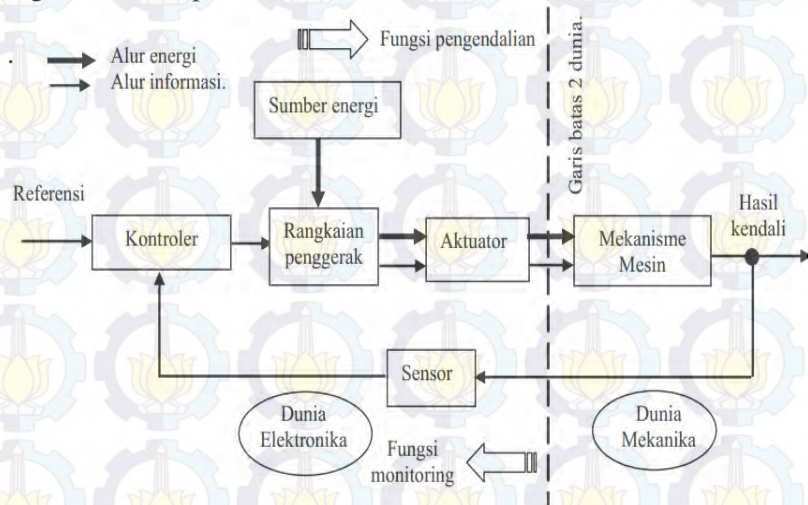 .
Alur energi
Alur informasi.
Fungsi pengendalian
Garis batas 2 dunia.
Sumber energi
Referensi
Kontroler
Rangkaian
penggerak
Aktuator
Mekanisme
Mesin
Hasil
kendali
Sensor
Dunia
Elektronika
Fungsi
monitoring
Dunia
Mekanika